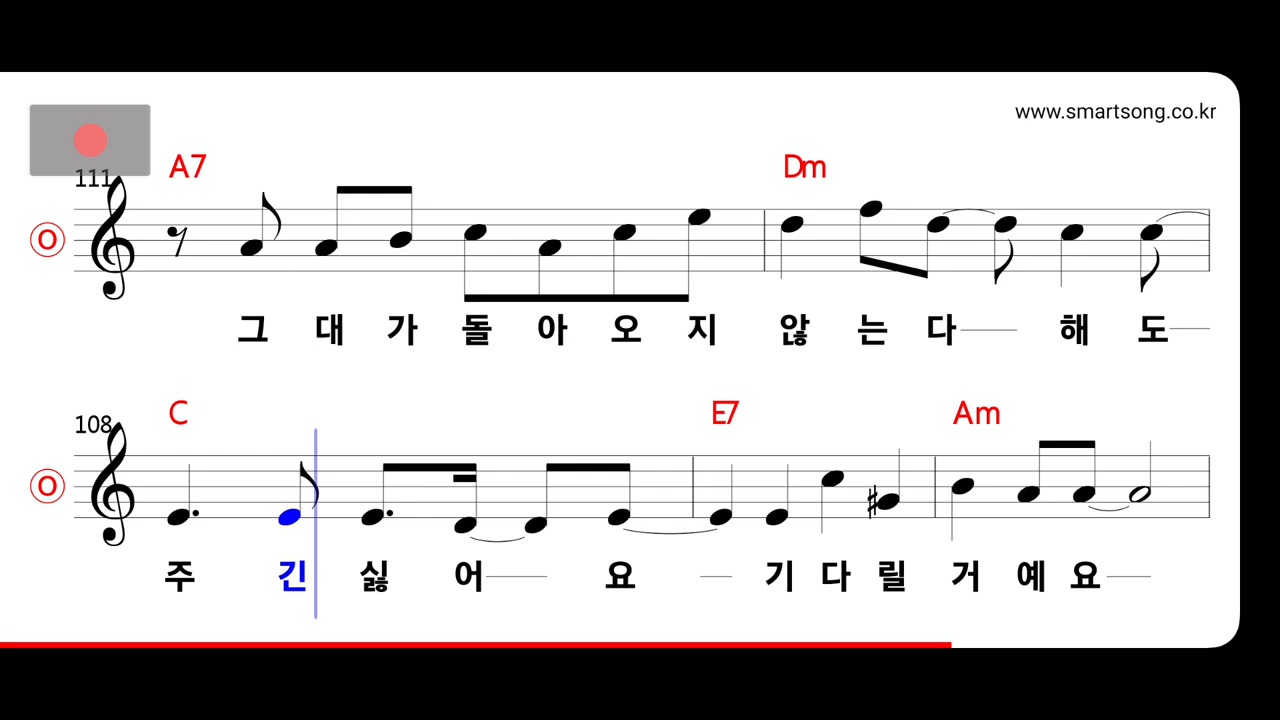 www.smartsong.co.kr
A7 Dm
111
O
그 대 가 돌 아 오 지 않 는 다 해 도
C E7 Am
108
O
주 긴 싫 어 요 기 다 릴 거 예 요